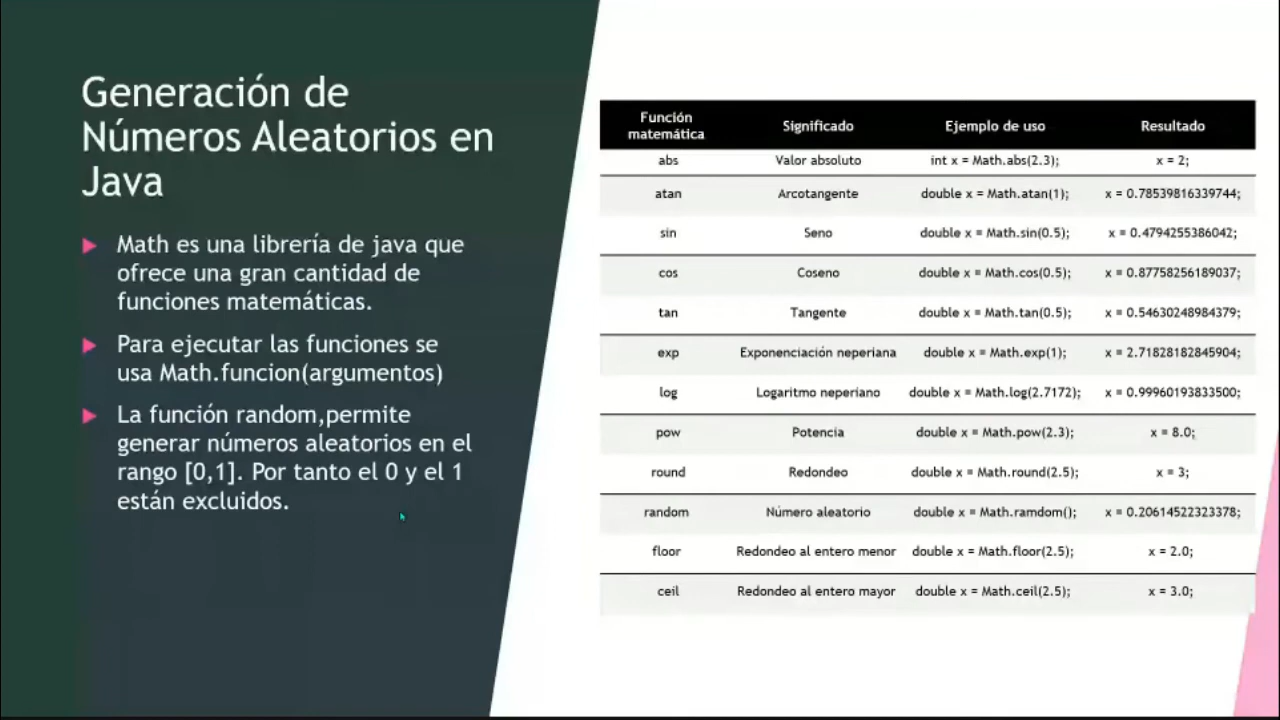 Generación de
Números Aleatorios en
Java
Math es una librería de java que
ofrece una gran cantidad de
funciones matemáticas.
Para ejecutar las funciones se
usa Math.funcion(argumentos)
La función random,permite
generar números aleatorios en el
rango [0,1]. Por tanto el 0 y el 1
están excluidos.
Función matemática Significado Ejemplo de uso Resultado
abs Valor absoluto int x = Math.abs(2.3); x = 2;
atan Arcotangente double x = Math.atan(1); x = 0.78539816339744;
sin Seno double x = Math.sin(0.5); x = 0.4794255386042;
cos Coseno double x = Math.cos(0.5); x = 0.87758256189037;
tan Tangente double x = Math.tan(0.5); x = 0.54630248984379;
exp Exponenciación neperiana double x = Math.exp(1); x = 2.71828182845904;
log Logaritmo neperiano double x = Math.log(2.7172); x = 0.99960193833500;
pow Potencia double x = Math.pow(2.3); x = 8.0;
round Redondeo double x = Math.round(2.5); x = 3;
random Número aleatorio double x = Math.ramdom(); x = 0.20614522323378;
floor Redondeo al entero menor double x = Math.floor(2.5); x = 2.0;
ceil Redondeo al entero mayor double x = Math.ceil(2.5); x = 3.0;